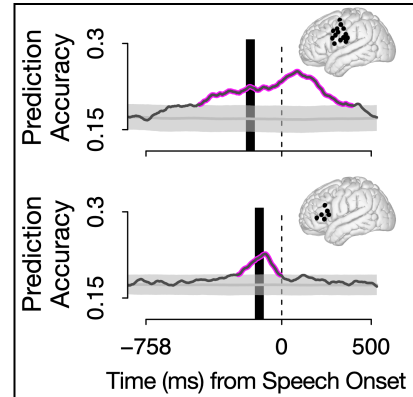 Prediction
Accuracy
0.3
0.15
Prediction
Accuracy
0.3
0.15
−758 0 500
Time (ms) from Speech Onset